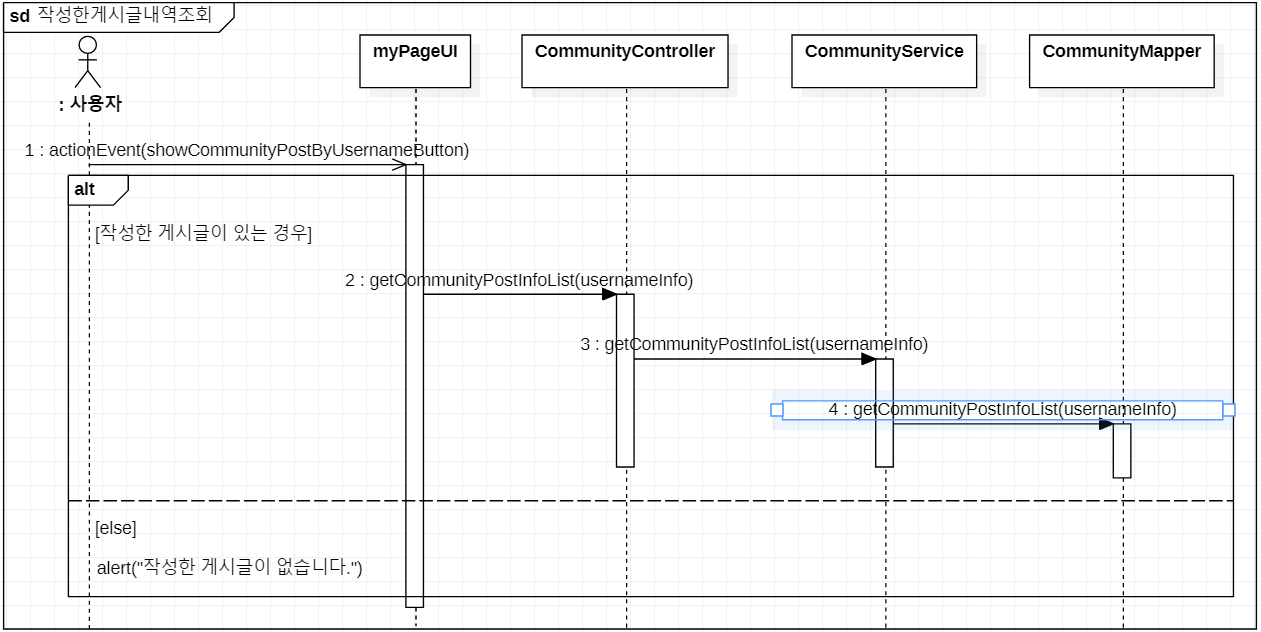 sd 작성한게시글내역조회
myPageUI
CommunityController
CommunityService
CommunityMapper
: 사용자
1 : actionEvent(showCommunityPostByUsernameButton)
alt
[작성한 게시글이 있는 경우]
2 : getCommunityPostInfoList(usernameInfo)
3 : getCommunityPostInfoList(usernameInfo)
4 : getCommunityPostInfoList(usernameInfo)
[else]
alert("작성한 게시글이 없습니다.")